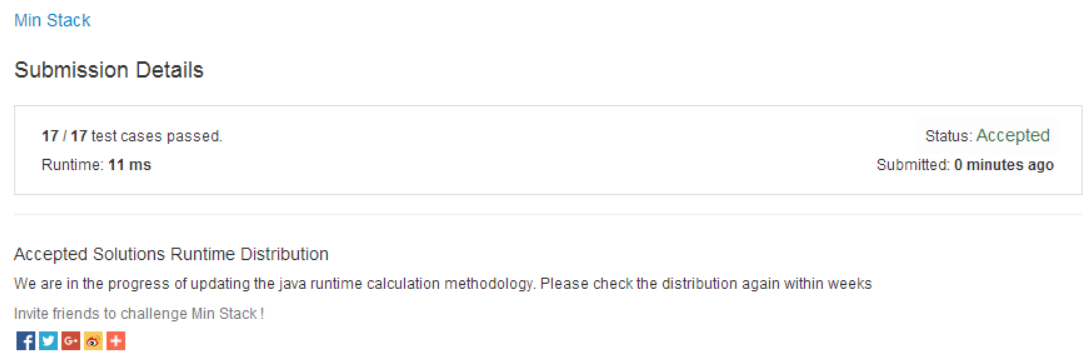 Min Stack
Submission Details
17 / 17 test cases passed.
Status: Accepted
Runtime: 11 ms
Submitted: 0 minutes ago
Accepted Solutions Runtime Distribution
We are in the progress of updating the java runtime calculation methodology. Please check the distribution again within weeks
Invite friends to challenge Min Stack !